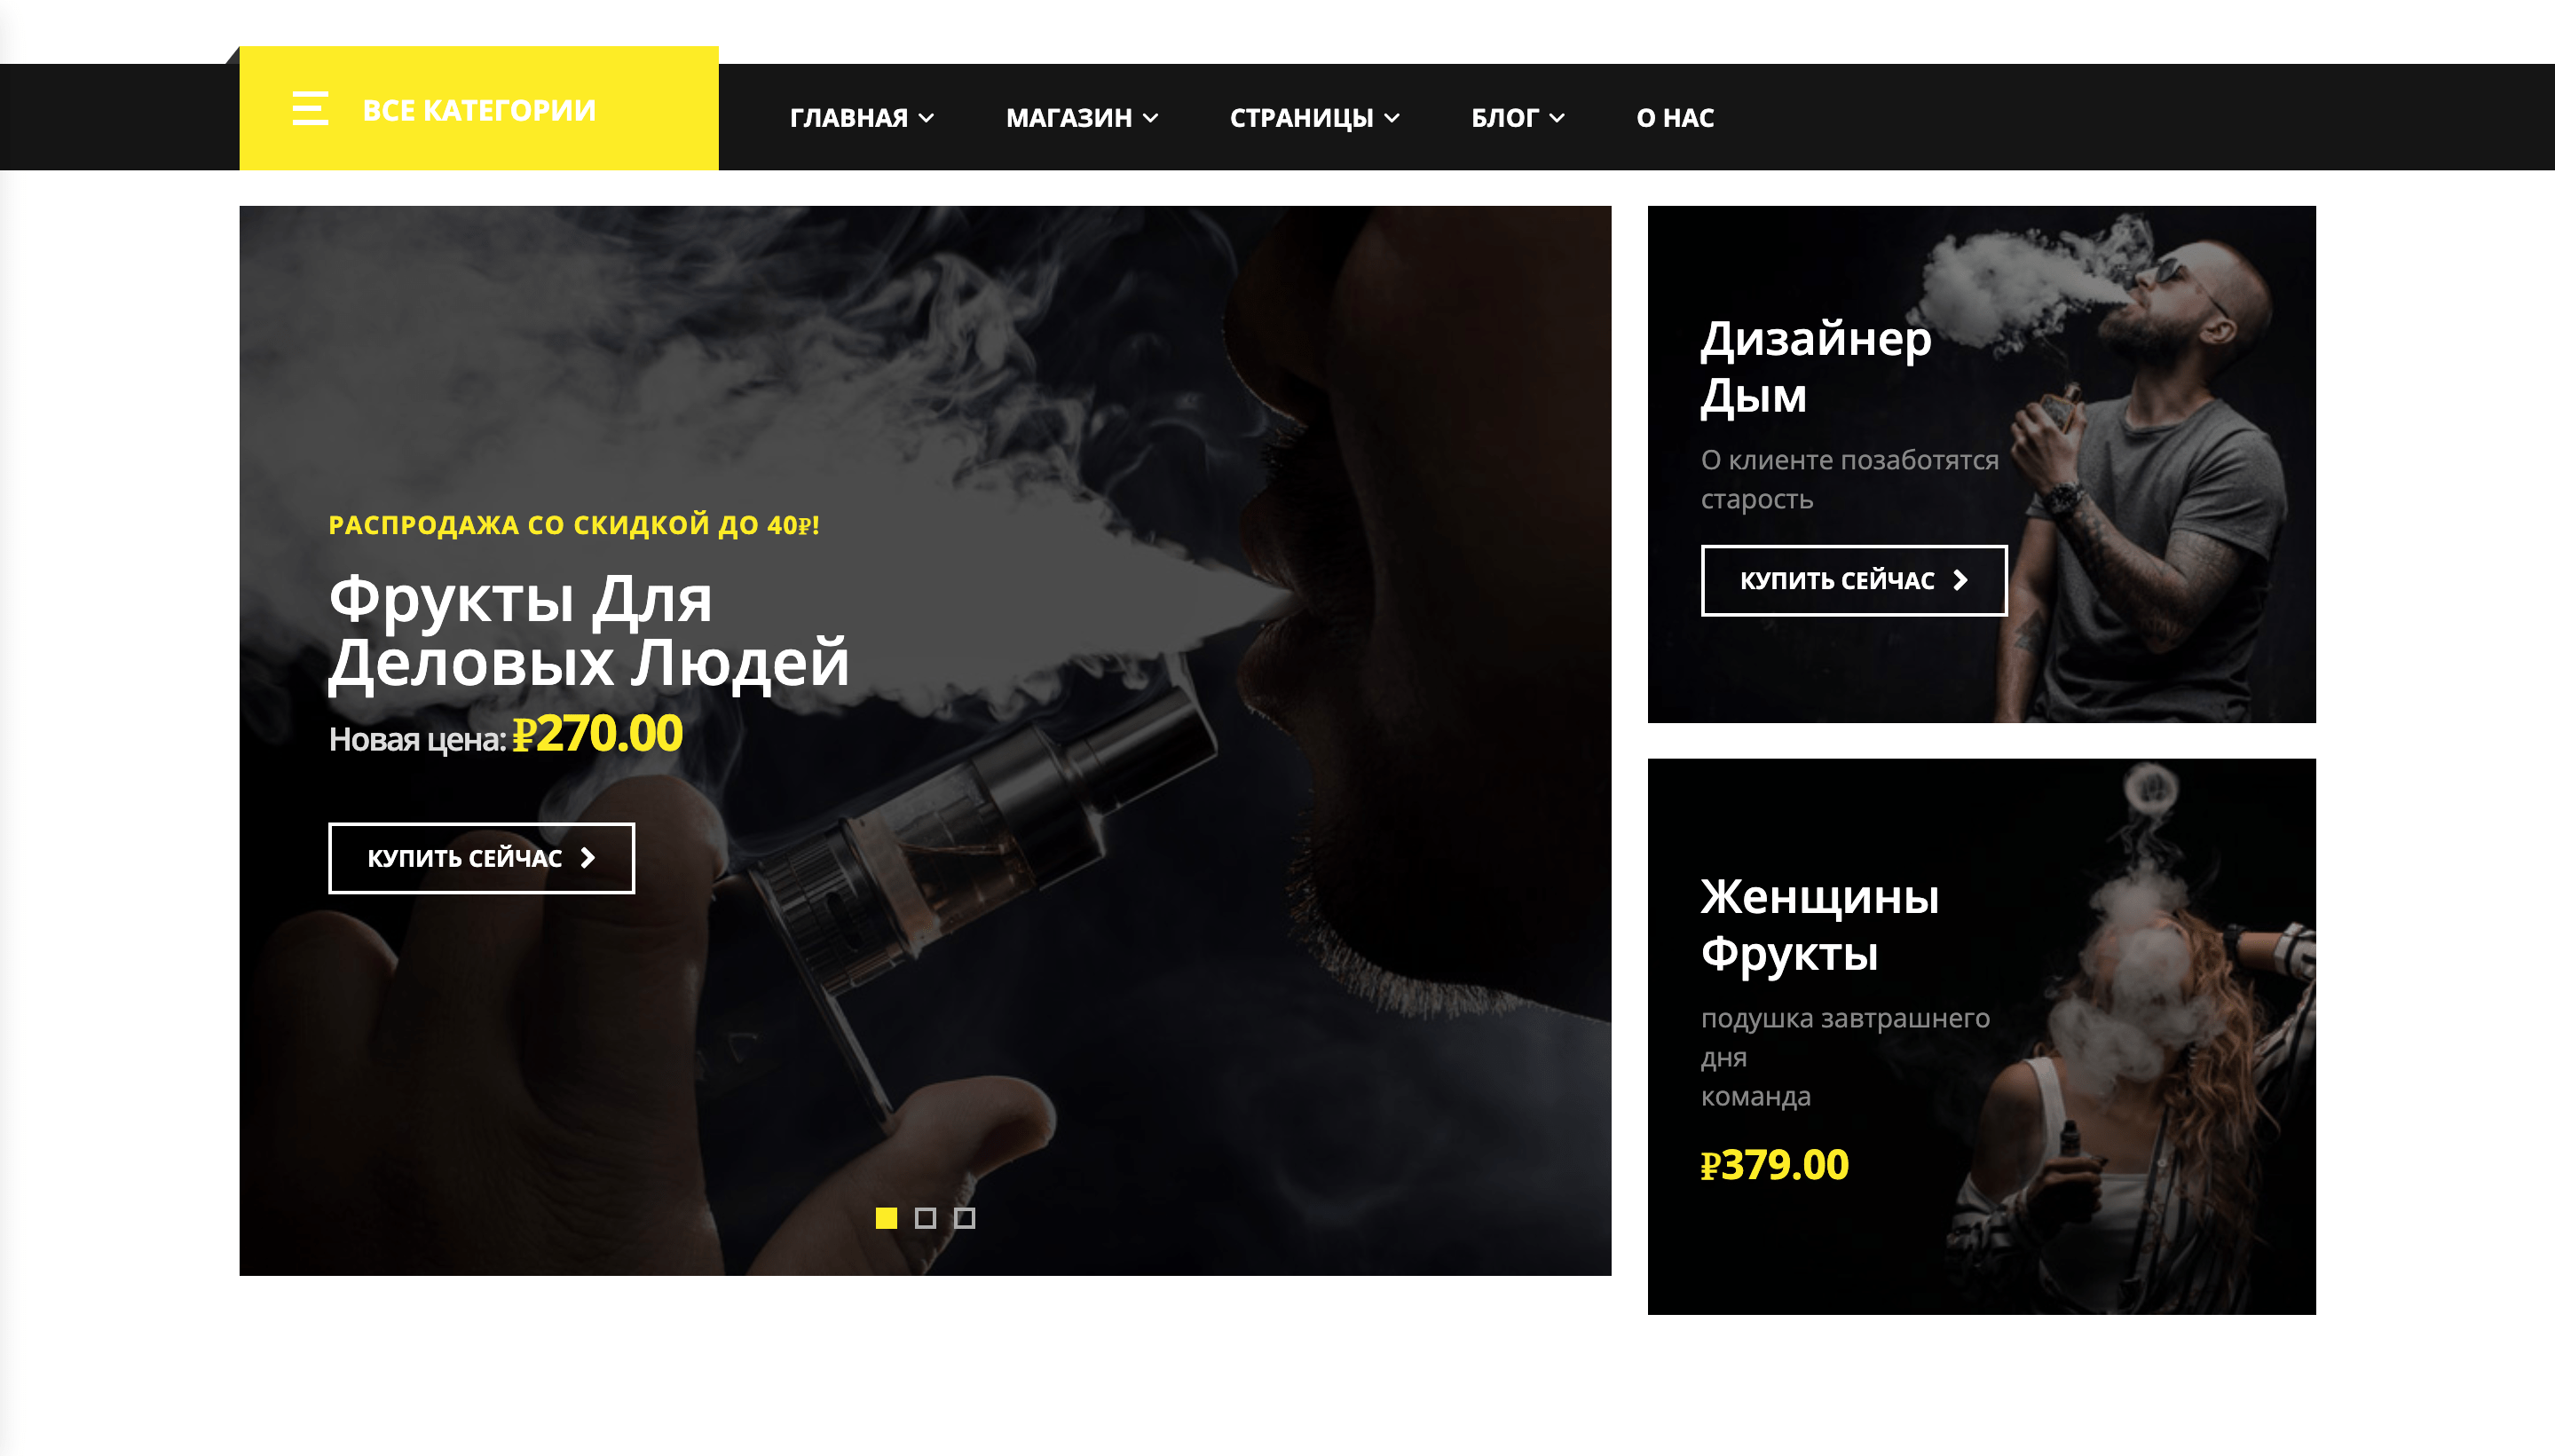 ВСЕ КАТЕГОРИИ
ГЛАВНАЯ
МАГАЗИН
СТРАНИЦЫ
БЛОГ
О НАС
РАСПРОДАЖА СО СКИДКОЙ ДО 40₽!
Фрукты Для
Деловых Людей
Новая цена: ₽270.00
КУПИТЬ СЕЙЧАС
Дизайнер
Дым
О клиенте позаботятся
старость
КУПИТЬ СЕЙЧАС
Женщины
Фрукты
подушка завтрашнего
дня
команда
₽379.00